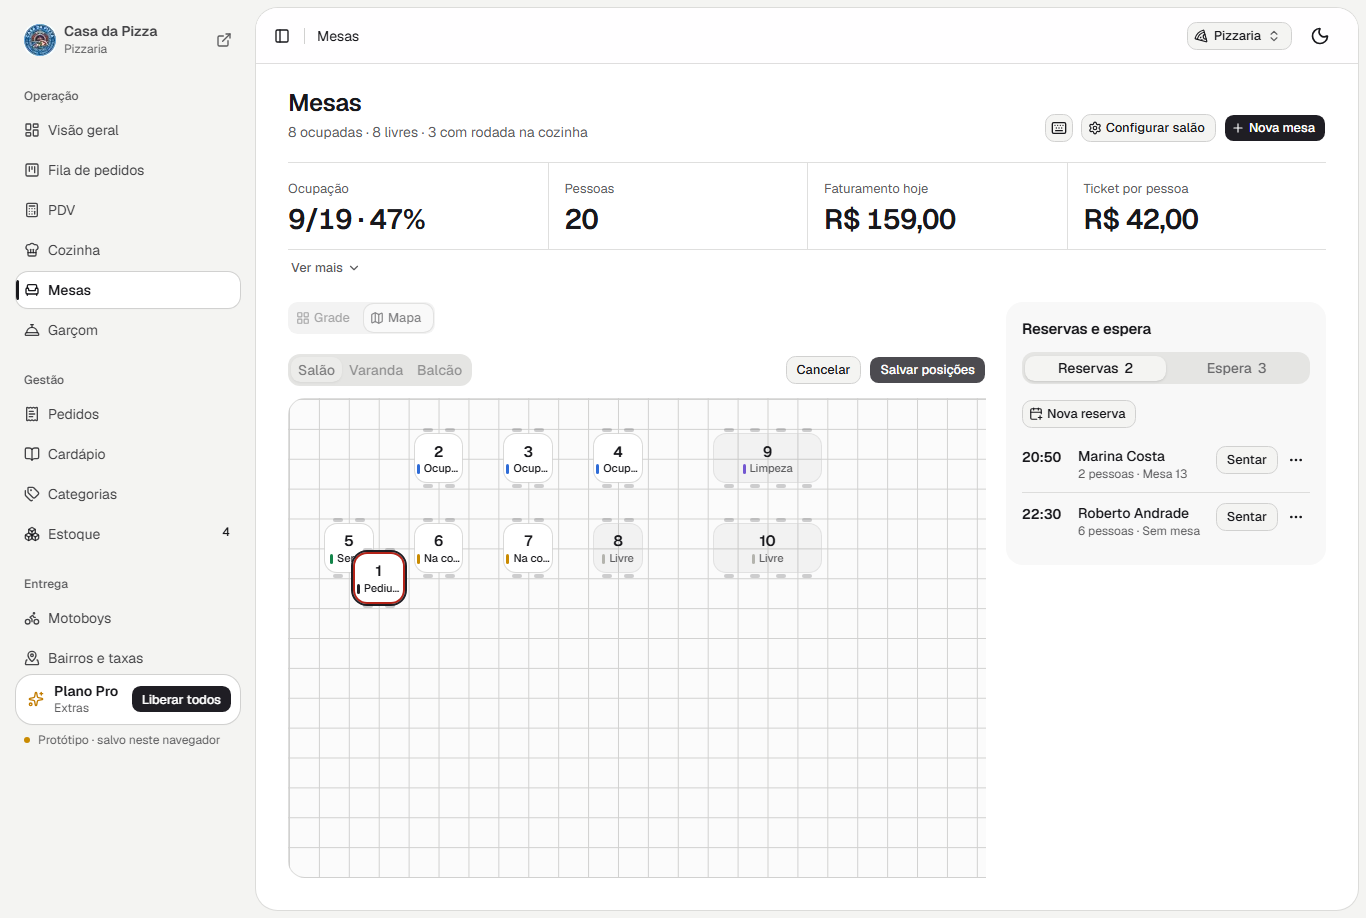 Casa da Pizza
Pizzaria
Operação
Visão geral
Fila de pedidos
PDV
Cozinha
Mesas
Garçom
Gestão
Pedidos
Cardápio
Categorias
Estoque 4
Entrega
Motoboys
Bairros e taxas
Plano Pro
Extras
Liberar todos
Protótipo · salvo neste navegador
Mesas
Pizzaria
Mesas
8 ocupadas · 8 livres · 3 com rodada na cozinha
Configurar salão
+ Nova mesa
Ocupação
9/19 · 47%
Pessoas
20
Faturamento hoje
R$ 159,00
Ticket por pessoa
R$ 42,00
Ver mais
Grade
Mapa
Salão Varanda Balcão
Cancelar
Salvar posições
2
Ocup...
3
Ocup...
4
Ocup...
9
Limpeza
5
Se
6
Na co...
7
Na co...
8
Livre
10
Livre
1
Pediu...
Reservas e espera
Reservas 2
Espera 3
Nova reserva
20:50 Marina Costa
2 pessoas · Mesa 13
Sentar
22:30 Roberto Andrade
6 pessoas · Sem mesa
Sentar